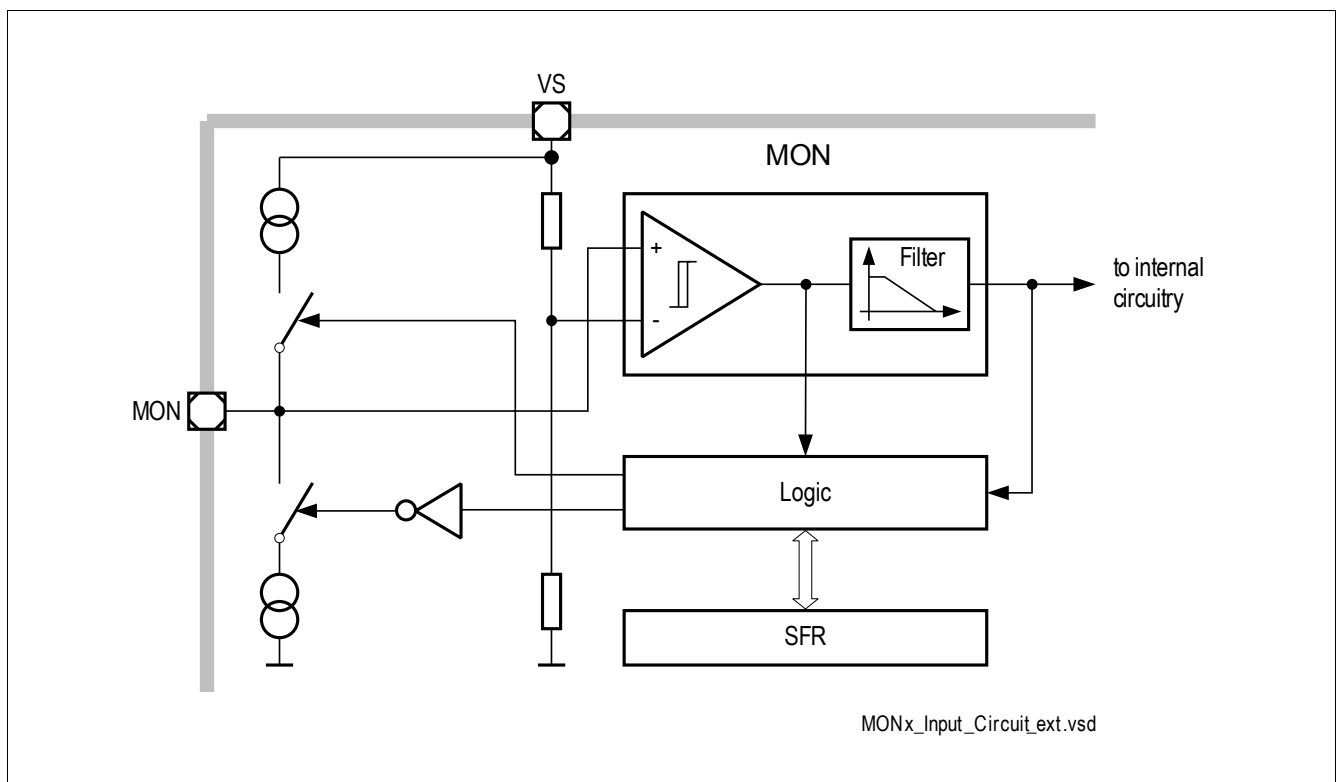 VS
MON
+
Filter
to internal
circuitry
-
MON
Logic
SFR
MONx_Input_Circuit_ext.vsd